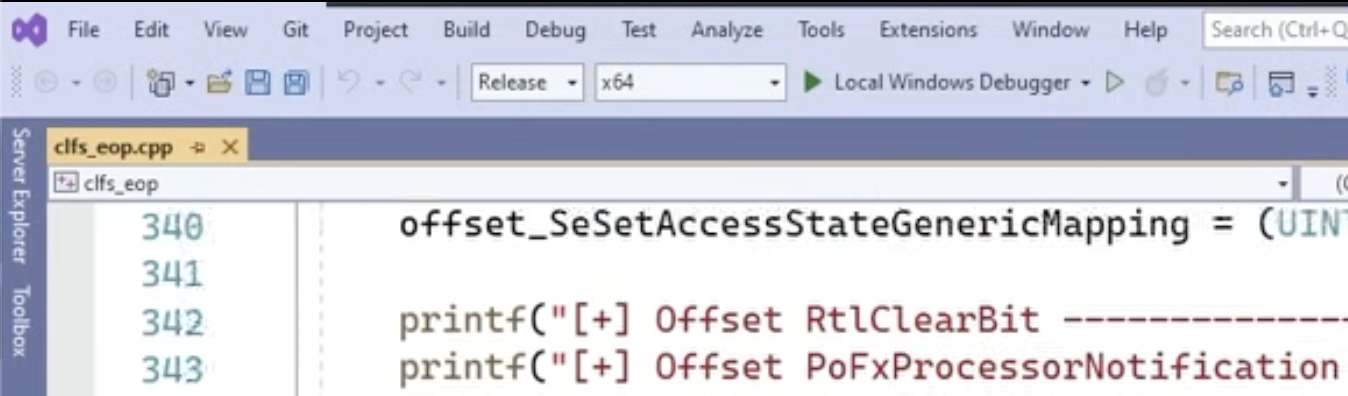 File Edit View Git Project Build Debug Test Analyze Tools Extensions Window Help Search (Ctrl+Q
Release x64 Local Windows Debugger
Server Explorer
Toolbox
clfs_eop.cpp
clfs_eop
340 offset_SeSetAccessStateGenericMapping = (UINT
341
342 printf("[+] Offset RtlClearBit --------------
343 printf("[+] Offset PoFxProcessorNotification